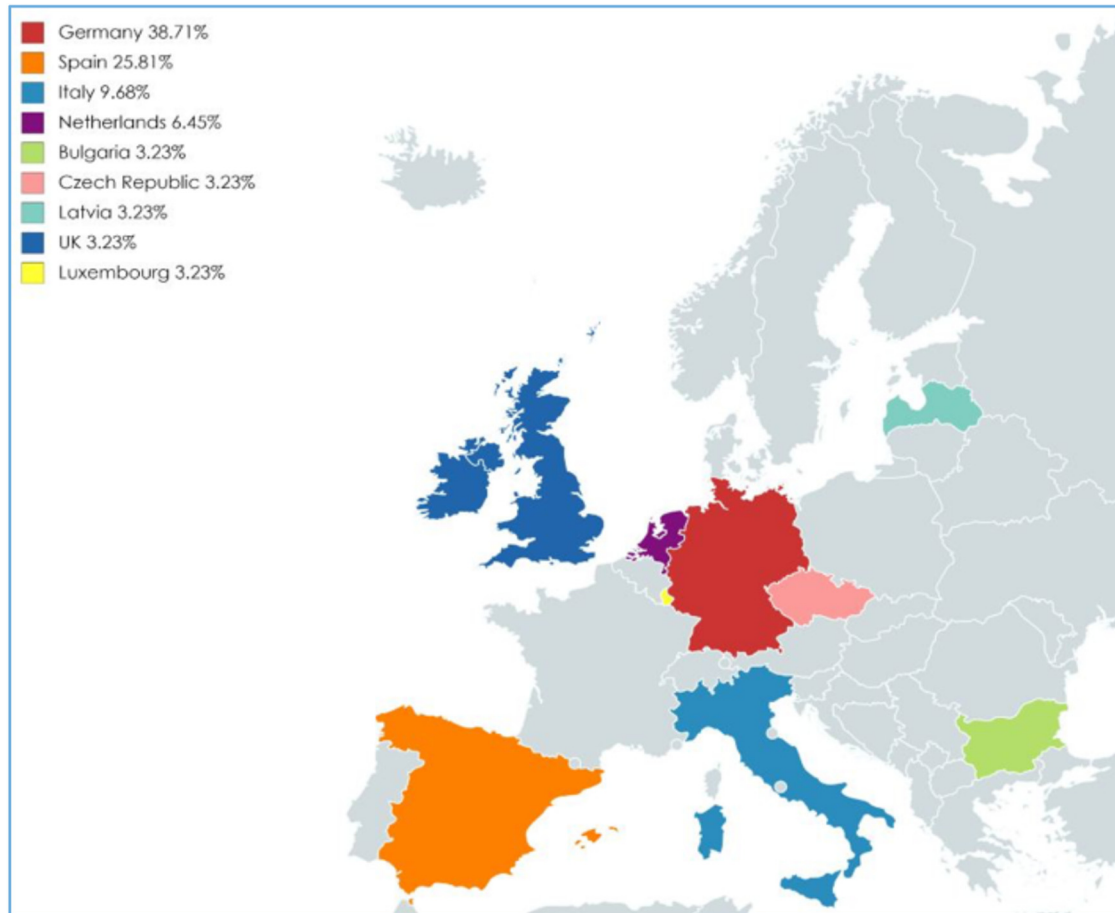 Germany 38.71%
Spain 25.81%
Italy 9.68%
Netherlands 6.45%
Bulgaria 3.23%
Czech Republic 3.23%
Latvia 3.23%
UK 3.23%
Luxembourg 3.23%